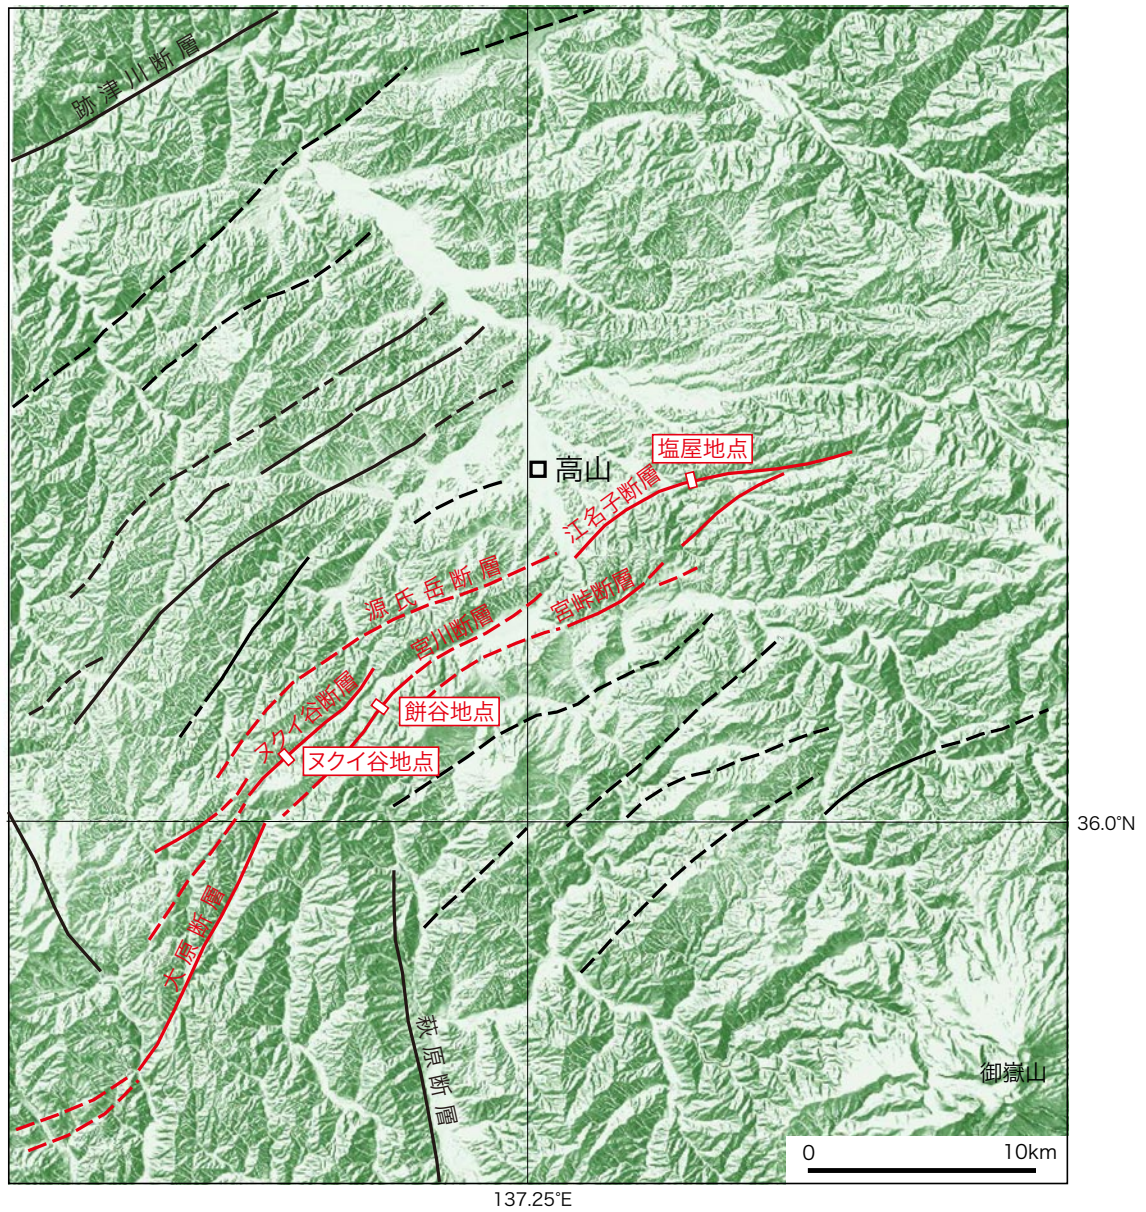 跡津川断層
塩屋地点
高山
江名子断層
源氏岳断層
宮峠断層
宮川断層
ヌクイ谷断層
餅谷地点
ヌクイ谷地点
36.0°N
大原断層
萩原断層
御嶽山
0
10km
137.25°E